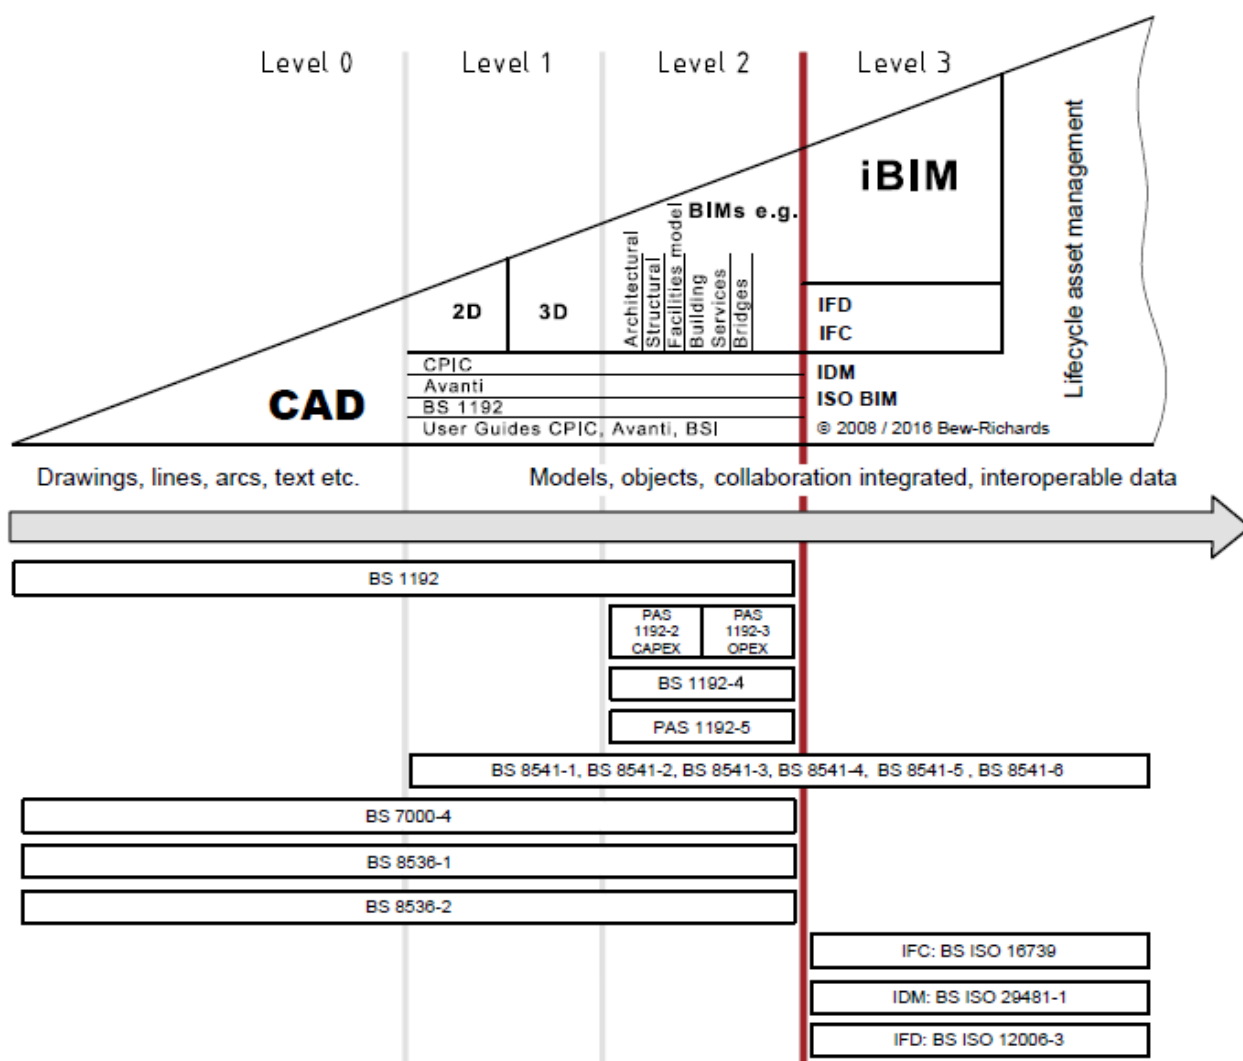 Level 0
Level 1
Level 2
Level 3
iBIM
BIMs e.g.
Architectural
Structural
Facilities model
Building
Services
Bridges
Lifecycle asset management
2D
3D
IFD
IFC
CPIC
Avanti
BS 1192
User Guides CPIC, Avanti, BSI
IDM
ISO BIM
© 2008 / 2016 Bew-Richards
CAD
Drawings, lines, arcs, text etc.
Models, objects, collaboration integrated, interoperable data
BS 1192
PAS
1192-2
CAPEX
PAS
1192-3
OPEX
BS 1192-4
PAS 1192-5
BS 8541-1, BS 8541-2, BS 8541-3, BS 8541-4, BS 8541-5 , BS 8541-6
BS 7000-4
BS 8536-1
BS 8536-2
IFC: BS ISO 16739
IDM: BS ISO 29481-1
IFD: BS ISO 12006-3